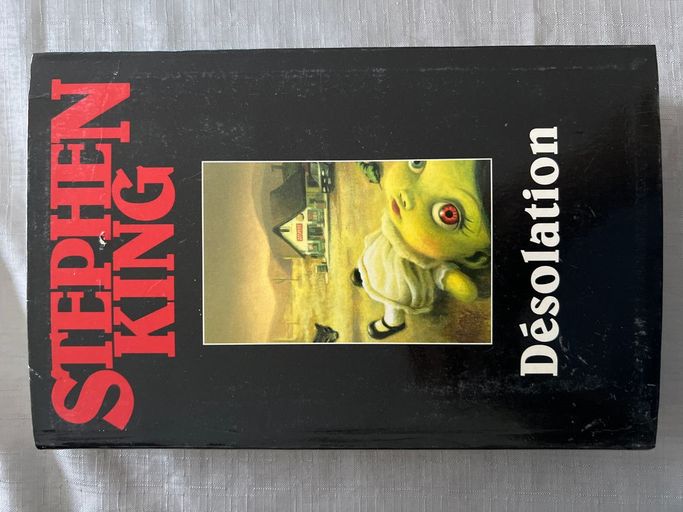 STEPHEN
KING
Désolation